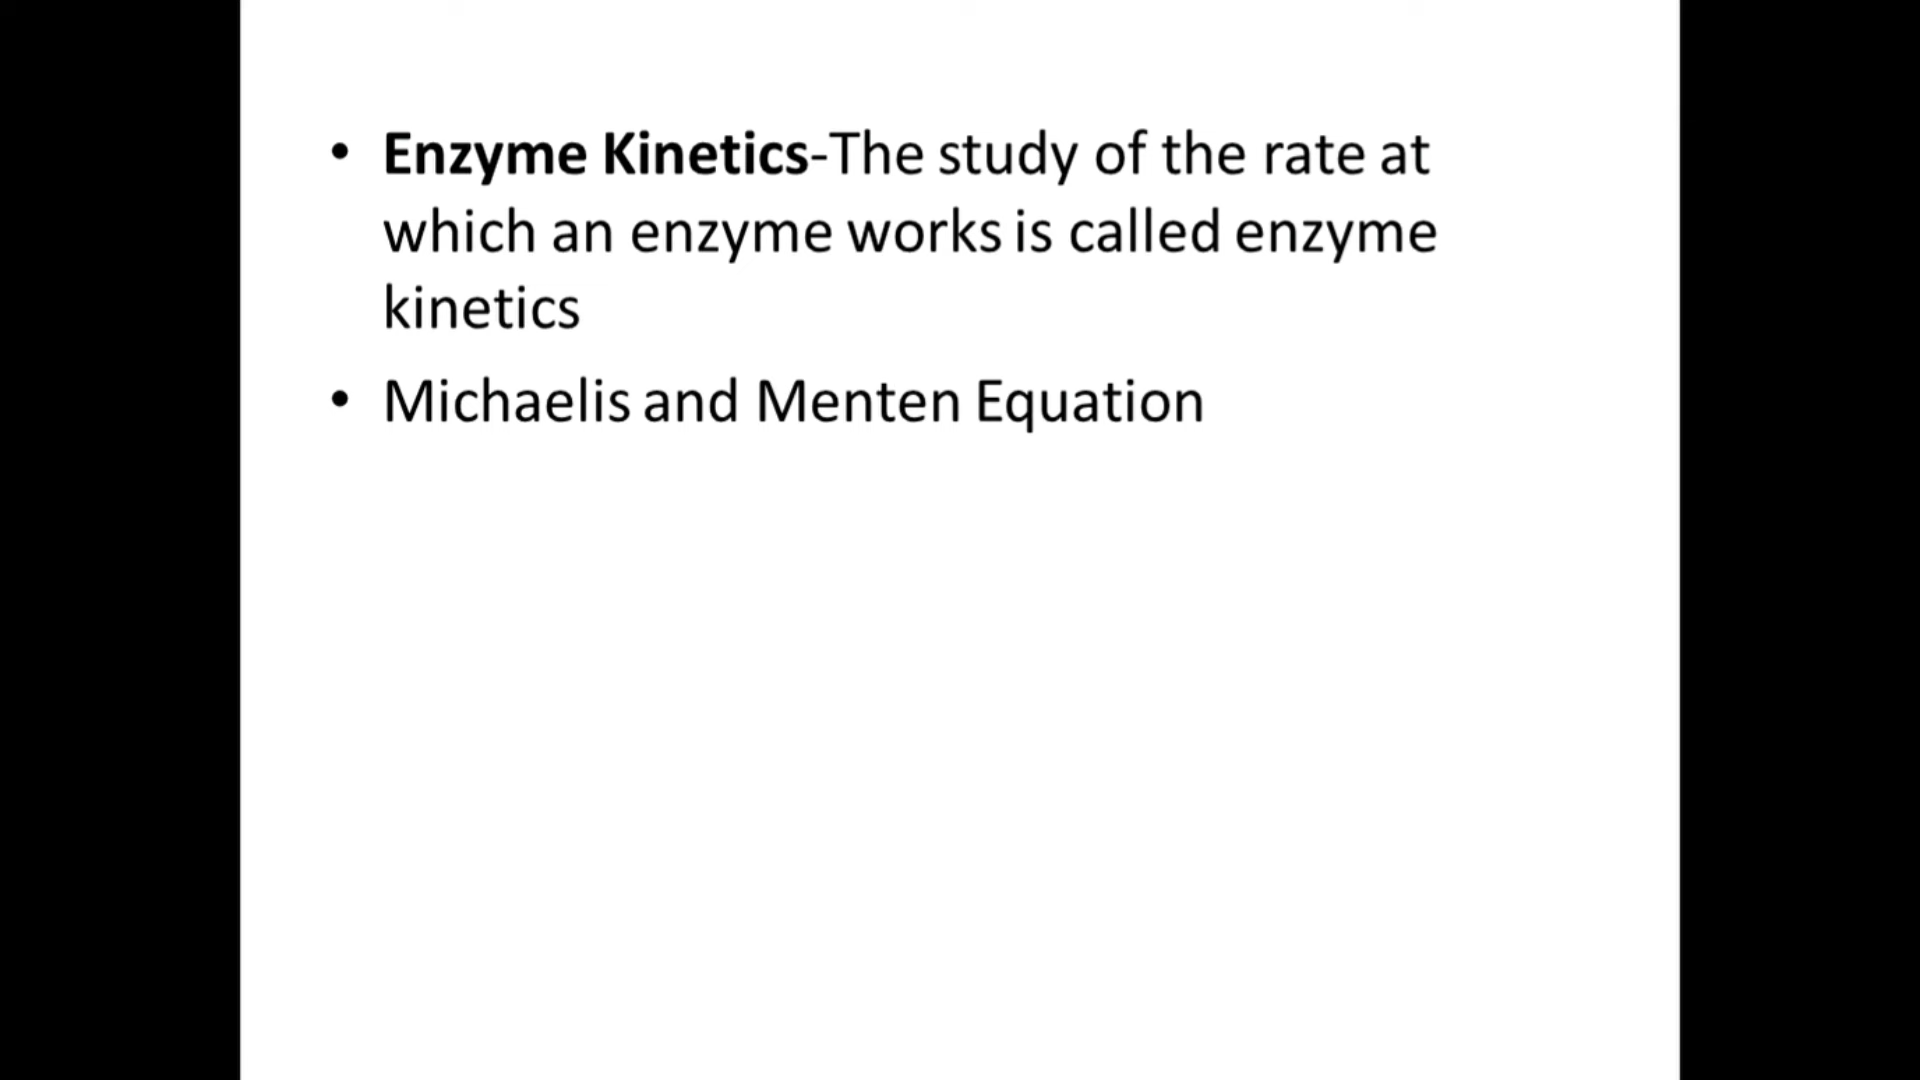 • Enzyme Kinetics-The study of the rate at
which an enzyme works is called enzyme
kinetics
• Michaelis and Menten Equation